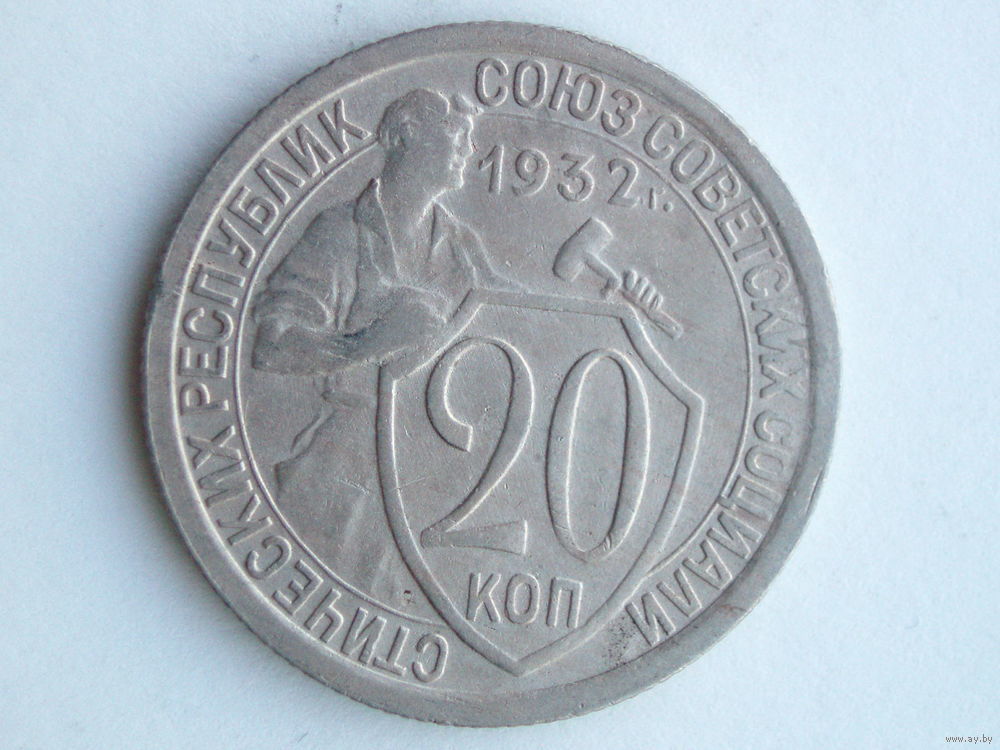 СОЮЗ СОВЕТСКИХ СОЦИАЛИСТИЧЕСКИХ РЕСПУБЛИК
1932 г.
20
КОП
www.ay.by